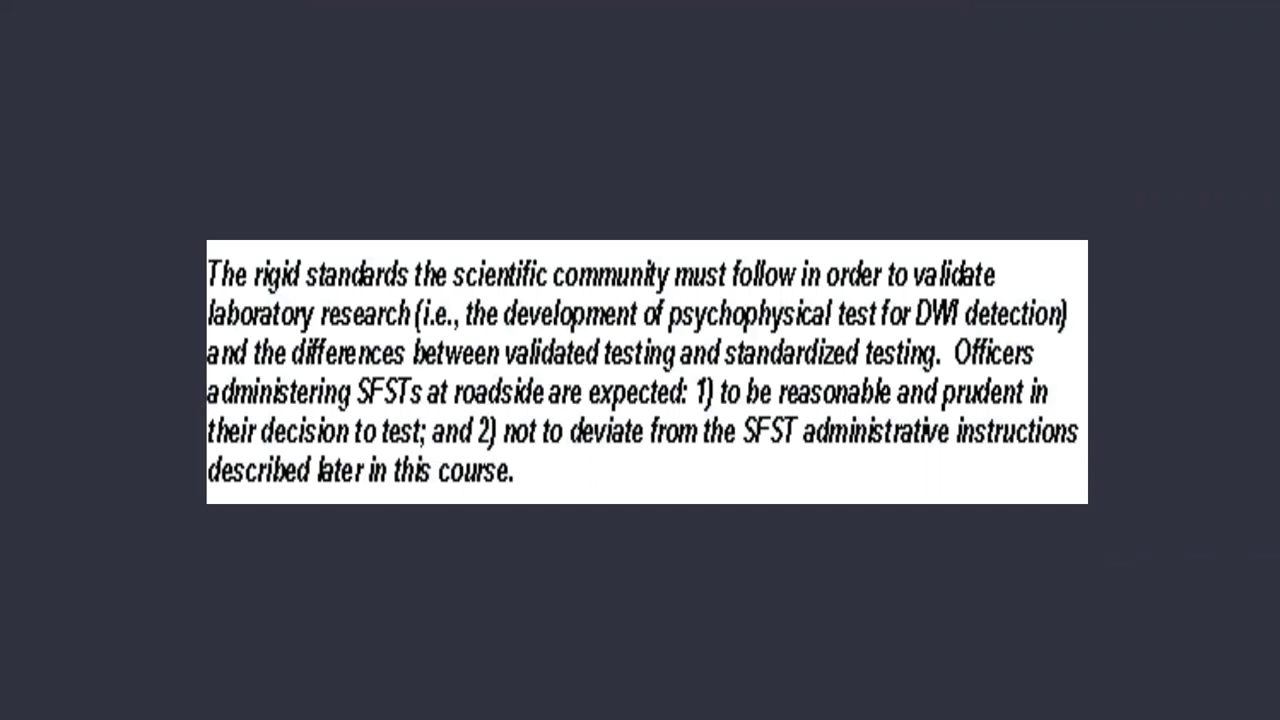 The rigid standards the scientific community must follow in order to validate
laboratory research (i.e., the development of psychophysical test for DWI detection)
and the differences between validated testing and standardized testing.  Officers
administering SFSTs at roadside are expected: 1) to be reasonable and prudent in
their decision to test; and 2) not to deviate from the SFST administrative instructions
described later in this course.